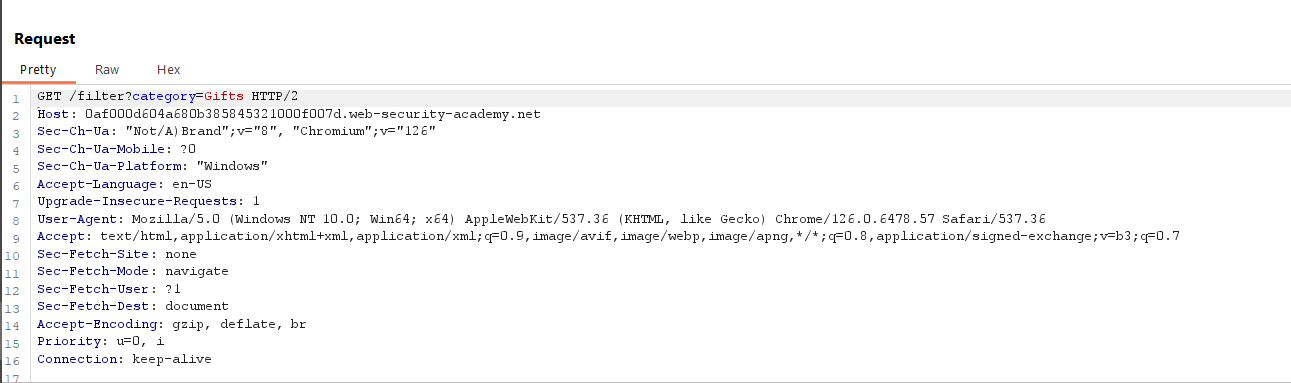 Request
Pretty Raw Hex
1 GET /filter?category=Gifts HTTP/2
2 Host: 0af000d604a680b385845321000f007d.web-security-academy.net
3 Sec-Ch-Ua: "Not/A)Brand";v="8", "Chromium";v="126"
4 Sec-Ch-Ua-Mobile: ?0
5 Sec-Ch-Ua-Platform: "Windows"
6 Accept-Language: en-US
7 Upgrade-Insecure-Requests: 1
8 User-Agent: Mozilla/5.0 (Windows NT 10.0; Win64; x64) AppleWebKit/537.36 (KHTML, like Gecko) Chrome/126.0.6478.57 Safari/537.36
9 Accept: text/html,application/xhtml+xml,application/xml;q=0.9,image/avif,image/webp,image/apng,*/*;q=0.8,application/signed-exchange;v=b3;q=0.7
10 Sec-Fetch-Site: none
11 Sec-Fetch-Mode: navigate
12 Sec-Fetch-User: ?1
13 Sec-Fetch-Dest: document
14 Accept-Encoding: gzip, deflate, br
15 Priority: u=0, i
16 Connection: keep-alive
17